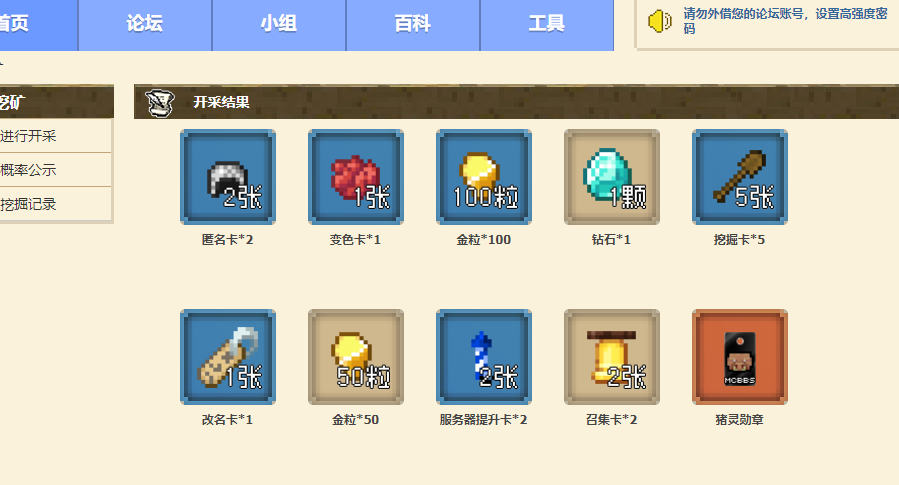 首页 论坛 小组 百科 工具
请勿外借您的论坛账号，设置高强度密
码
挖矿
开采结果
进行开采
概率公示
挖掘记录
2张 1张 100粒 1颗 5张
匿名卡*2 变色卡*1 金粒*100 钻石*1 挖掘卡*5
1张 50粒 2张 2张 MCBBS
改名卡*1 金粒*50 服务器提升卡*2 召集卡*2 猪灵勋章